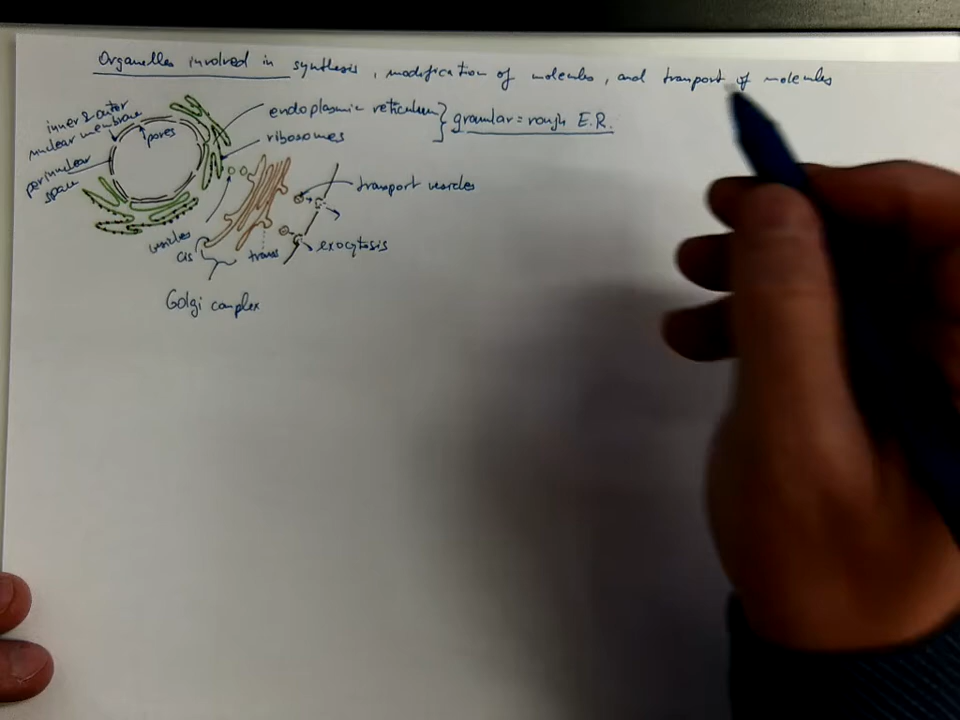 Organelles involved in synthesis, modification of molecules, and transport of molecules
inner & outer
nuclear membrane
perinuclear
space
pores
endoplasmic reticulum
ribosomes
granular = rough E.R.
transport vesicles
vesicles
cis
trans
exocytosis
Golgi complex